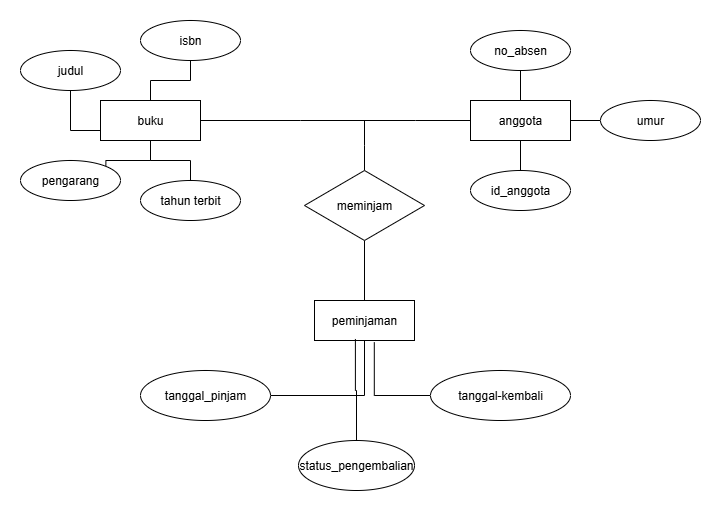 isbn
judul
no_absen
buku
anggota
umur
pengarang
tahun terbit
id_anggota
meminjam
peminjaman
tanggal_pinjam
tanggal-kembali
status_pengembalian